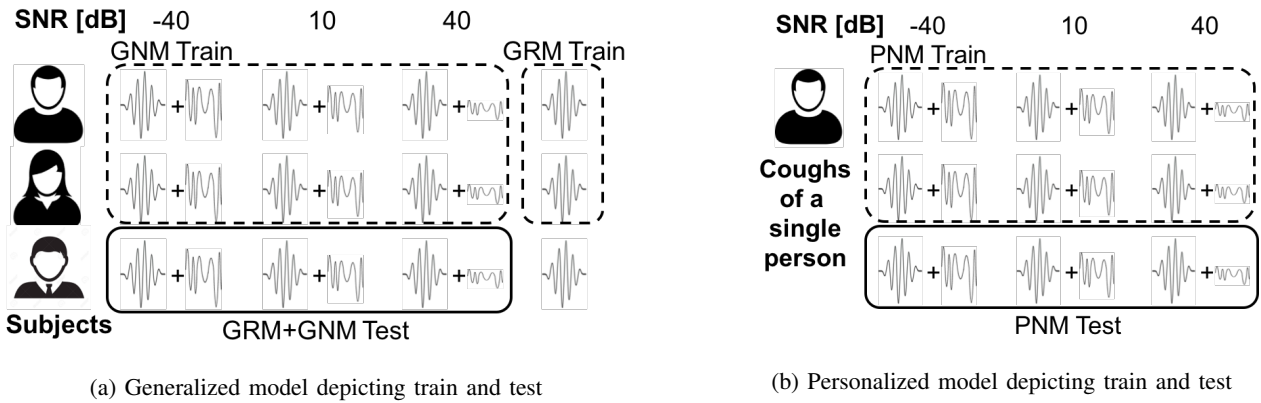 SNR [dB] -40 10 40
GNM Train GRM Train
+ + +
+ + +
+ + +
Subjects
GRM+GNM Test
(a) Generalized model depicting train and test
SNR [dB] -40 10 40
PNM Train
+ + +
Coughs
of a
single
person
+ + +
+ + +
PNM Test
(b) Personalized model depicting train and test